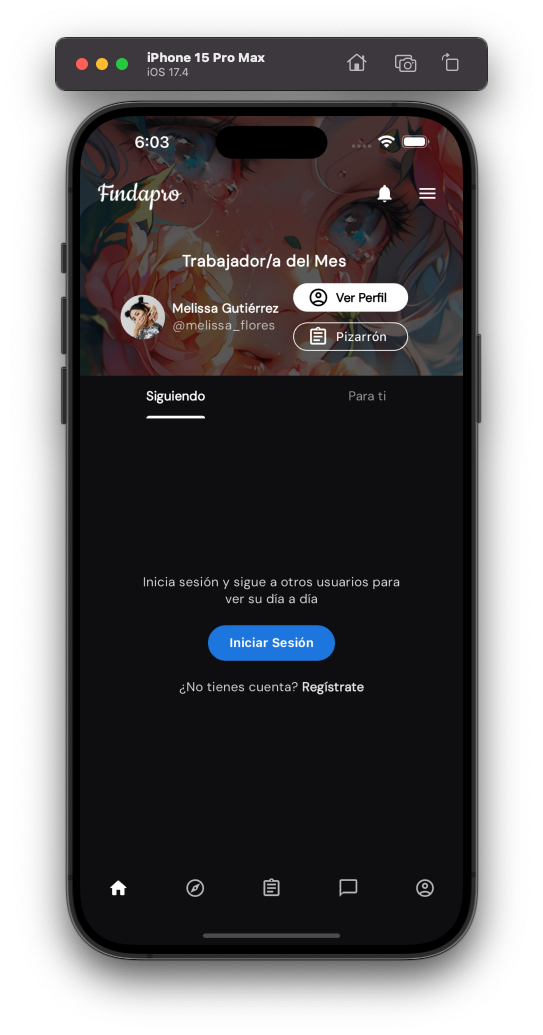 iPhone 15 Pro Max
iOS 17.4
6:03
Findapro
Trabajador/a del Mes
Melissa Gutiérrez
@melissa_flores
Ver Perfil
Pizarrón
Siguiendo
Para ti
Inicia sesión y sigue a otros usuarios para
ver su día a día
Iniciar Sesión
¿No tienes cuenta? Regístrate